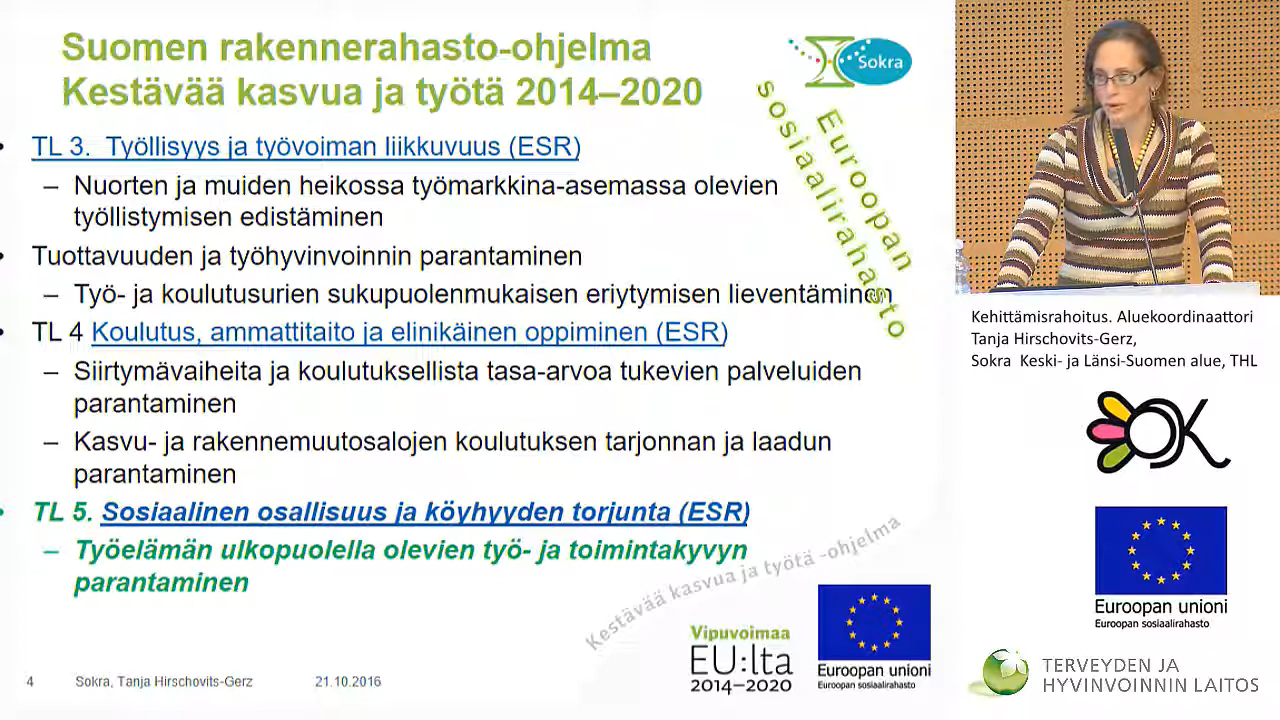 Suomen rakennerahasto-ohjelma
Kestävää kasvua ja työtä 2014–2020
Sokra
Euroopan
sosiaalirahasto
• TL 3. Työllisyys ja työvoiman liikkuvuus (ESR)
– Nuorten ja muiden heikossa työmarkkina-asemassa olevien
työllistymisen edistäminen
• Tuottavuuden ja työhyvinvoinnin parantaminen
– Työ- ja koulutusurien sukupuolenmukaisen eriytymisen lieventäminen
• TL 4 Koulutus, ammattitaito ja elinikäinen oppiminen (ESR)
– Siirtymävaiheita ja koulutuksellista tasa-arvoa tukevien palveluiden
parantaminen
– Kasvu- ja rakennemuutosalojen koulutuksen tarjonnan ja laadun
parantaminen
• TL 5. Sosiaalinen osallisuus ja köyhyyden torjunta (ESR)
– Työelämän ulkopuolella olevien työ- ja toimintakyvyn
parantaminen
Kestävää kasvua ja työtä -ohjelma
Vipuvoimaa
EU:lta
2014–2020
Euroopan unioni
Euroopan sosiaalirahasto
4 Sokra, Tanja Hirschovits-Gerz 21.10.2016
Kehittämisrahoitus. Aluekoordinaattori
Tanja Hirschovits-Gerz,
Sokra Keski- ja Länsi-Suomen alue, THL
OK
Euroopan unioni
Euroopan sosiaalirahasto
TERVEYDEN JA
HYVINVOINNIN LAITOS